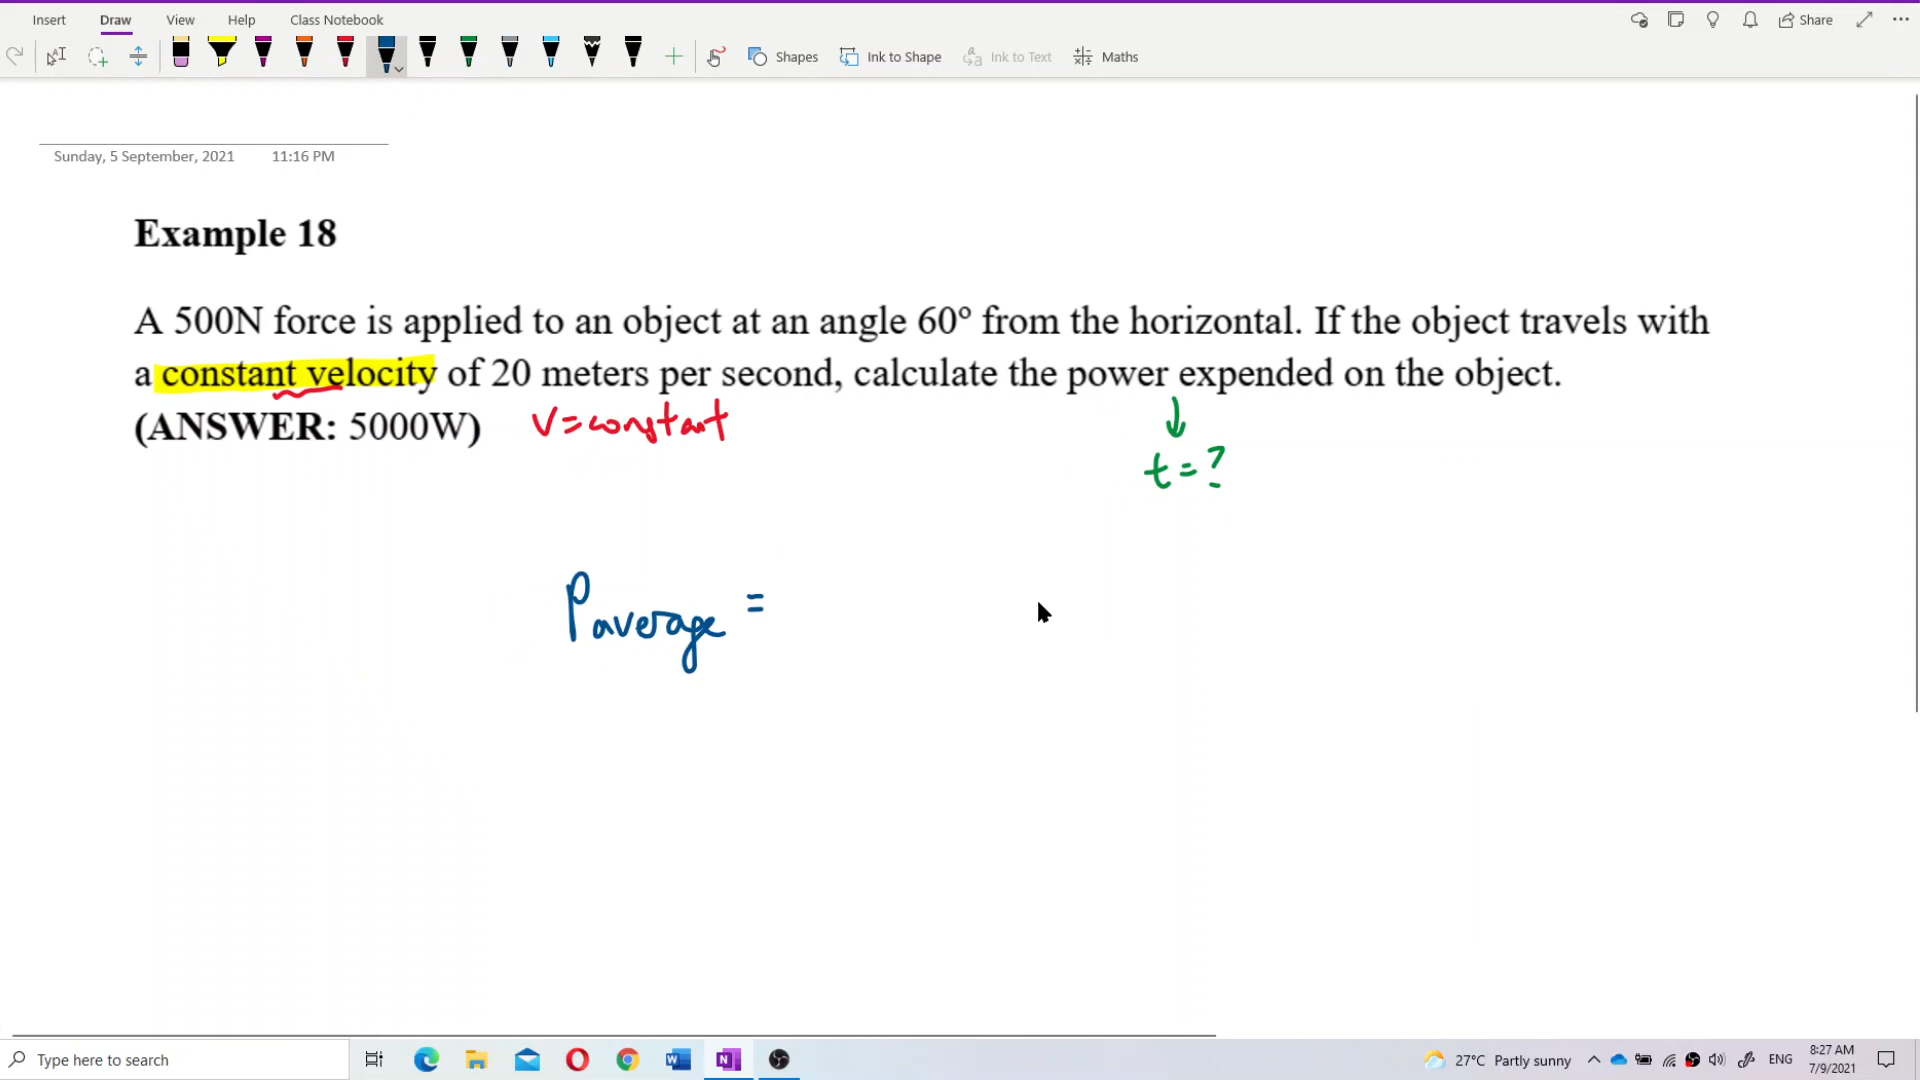 Insert Draw View Help Class Notebook Share
Shapes Ink to Shape Ink to Text Maths
Sunday, 5 September, 2021 11:16 PM
Example 18
A 500N force is applied to an object at an angle 60° from the horizontal. If the object travels with
a constant velocity of 20 meters per second, calculate the power expended on the object.
(ANSWER: 5000W) v = constant
t = ?
Paverage =
Type here to search 27°C Partly sunny ENG 8:27 AM
7/9/2021